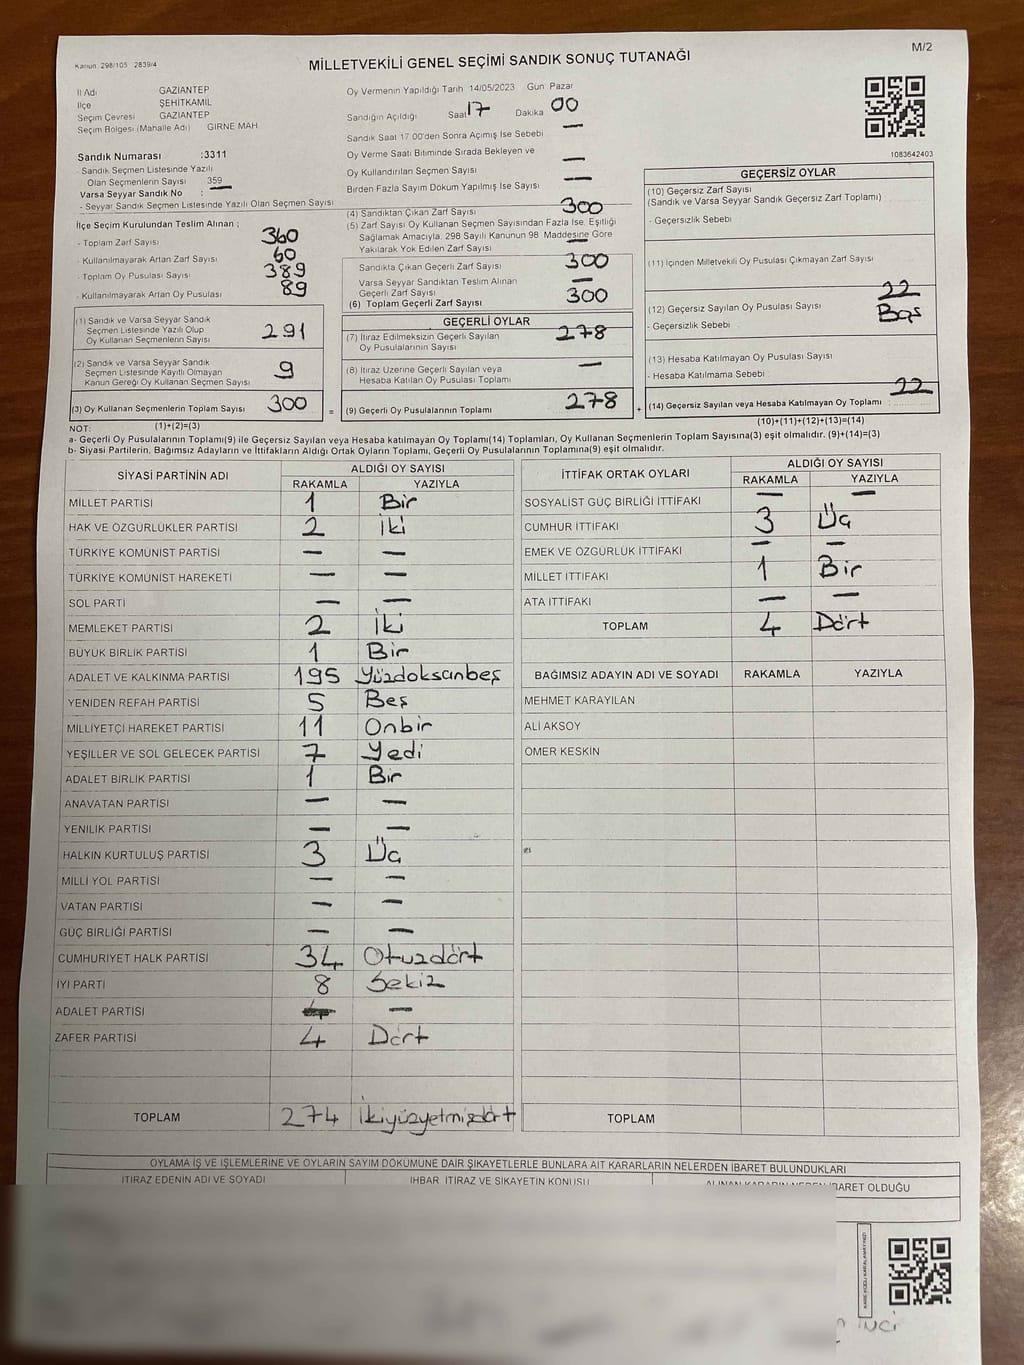 M/2
Kanun: 298/105 2839/4
MİLLETVEKİLİ GENEL SEÇİMİ SANDIK SONUÇ TUTANAĞI
İl Adı GAZİANTEP
İlçe ŞEHİTKAMİL
Seçim Çevresi GAZİANTEP
Seçim Bölgesi (Mahalle Adı) GİRNE MAH
Sandık Numarası :3311
- Sandık Seçmen Listesinde Yazılı
Olan Seçmenlerin Sayısı 359
Varsa Seyyar Sandık No : —
- Seyyar Sandık Seçmen Listesinde Yazılı Olan Seçmen Sayısı
Oy Vermenin Yapıldığı Tarih 14/05/2023 Gün Pazar
Sandığın Açıldığı Saat 17 Dakika 00
Sandık Saat 17.00'den Sonra Açılmış İse Sebebi —
Oy Verme Saati Bitiminde Sırada Bekleyen ve
Oy Kullandırılan Seçmen Sayısı —
Birden Fazla Sayım Döküm Yapılmış İse Sayısı —
1083642403
İlçe Seçim Kurulundan Teslim Alınan ;
- Toplam Zarf Sayısı 360
- Kullanılmayarak Artan Zarf Sayısı 60
- Toplam Oy Pusulası Sayısı 389
- Kullanılmayarak Artan Oy Pusulası 89
(1) Sandık ve Varsa Seyyar Sandık
Seçmen Listesinde Yazılı Olup
Oy Kullanan Seçmenlerin Sayısı 291
(2) Sandık ve Varsa Seyyar Sandık
Seçmen Listesinde Kayıtlı Olmayan
Kanun Gereği Oy Kullanan Seçmen Sayısı 9
(3) Oy Kullanan Seçmenlerin Toplam Sayısı 300
(4) Sandıktan Çıkan Zarf Sayısı 300
(5) Zarf Sayısı Oy Kullanan Seçmen Sayısından Fazla İse, Eşitliği
Sağlamak Amacıyla, 298 Sayılı Kanunun 98. Maddesine Göre
Yakılarak Yok Edilen Zarf Sayısı —
Sandıkta Çıkan Geçerli Zarf Sayısı 300
Varsa Seyyar Sandıktan Teslim Alınan
Geçerli Zarf Sayısı —
(6) Toplam Geçerli Zarf Sayısı 300
GEÇERLİ OYLAR
(7) İtiraz Edilmeksizin Geçerli Sayılan
Oy Pusulalarının Sayısı 278
(8) İtiraz Üzerine Geçerli Sayılan veya
Hesaba Katılan Oy Pusulası Toplamı —
= (9) Geçerli Oy Pusulalarının Toplamı 278 +
GEÇERSİZ OYLAR
(10) Geçersiz Zarf Sayısı
(Sandık ve Varsa Seyyar Sandık Geçersiz Zarf Toplamı)
- Geçersizlik Sebebi
(11) İçinden Milletvekili Oy Pusulası Çıkmayan Zarf Sayısı
(12) Geçersiz Sayılan Oy Pusulası Sayısı 22
- Geçersizlik Sebebi Boş
(13) Hesaba Katılmayan Oy Pusulası Sayısı
- Hesaba Katılmama Sebebi
(14) Geçersiz Sayılan veya Hesaba Katılmayan Oy Toplamı 22
NOT: (1)+(2)=(3) (10)+(11)+(12)+(13)=(14)
a- Geçerli Oy Pusulalarının Toplamı(9) ile Geçersiz Sayılan veya Hesaba katılmayan Oy Toplamı(14) Toplamları, Oy Kullanan Seçmenlerin Toplam Sayısına(3) eşit olmalıdır. (9)+(14)=(3)
b- Siyasi Partilerin, Bağımsız Adayların ve İttifakların Aldığı Ortak Oyların Toplamı, Geçerli Oy Pusulalarının Toplamına(9) eşit olmalıdır.
SİYASİ PARTİNİN ADI ALDIĞI OY SAYISI
RAKAMLA YAZIYLA
MİLLET PARTİSİ 1 Bir
HAK VE ÖZGÜRLÜKLER PARTİSİ 2 İki
TÜRKİYE KOMÜNİST PARTİSİ — —
TÜRKİYE KOMÜNİST HAREKETİ — —
SOL PARTİ — —
MEMLEKET PARTİSİ 2 İki
BÜYÜK BİRLİK PARTİSİ 1 Bir
ADALET VE KALKINMA PARTİSİ 195 Yüzdoksanbeş
YENİDEN REFAH PARTİSİ 5 Beş
MİLLİYETÇİ HAREKET PARTİSİ 11 Onbir
YEŞİLLER VE SOL GELECEK PARTİSİ 7 Yedi
ADALET BİRLİK PARTİSİ 1 Bir
ANAVATAN PARTİSİ — —
YENİLİK PARTİSİ — —
HALKIN KURTULUŞ PARTİSİ 3 Üç
MİLLİ YOL PARTİSİ — —
VATAN PARTİSİ — —
GÜÇ BİRLİĞİ PARTİSİ — —
CUMHURİYET HALK PARTİSİ 34 Otuzdört
İYİ PARTİ 8 Sekiz
ADALET PARTİSİ —
ZAFER PARTİSİ 4 Dört
TOPLAM 274 İkiyüzyetmişdört
İTTİFAK ORTAK OYLARI ALDIĞI OY SAYISI
RAKAMLA YAZIYLA
SOSYALİST GÜÇ BİRLİĞİ İTTİFAKI — —
CUMHUR İTTİFAKI 3 Üç
EMEK VE ÖZGÜRLÜK İTTİFAKI — —
MİLLET İTTİFAKI 1 Bir
ATA İTTİFAKI — —
TOPLAM 4 Dört
BAĞIMSIZ ADAYIN ADI VE SOYADI RAKAMLA YAZIYLA
MEHMET KARAYILAN
ALİ AKSOY
ÖMER KESKİN
TOPLAM
OYLAMA İŞ VE İŞLEMLERİNE VE OYLARIN SAYIM DÖKÜMÜNE DAİR ŞİKAYETLERLE BUNLARA AİT KARARLARIN NELERDEN İBARET BULUNDUKLARI
İTİRAZ EDENİN ADI VE SOYADI İHBAR İTİRAZ VE ŞİKAYETİN KONUSU ALINAN KARARIN NEDEN İBARET OLDUĞU
KARE KODU KARALAMAYINIZ!